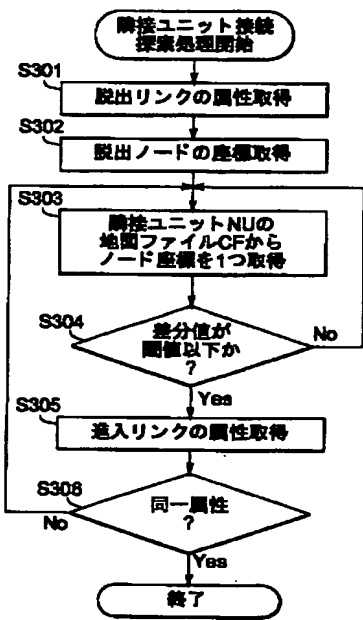 隣接ユニット接続
探索処理開始
S301
脱出リンクの属性取得
S302
脱出ノードの座標取得
S303
隣接ユニットNUの
地図ファイルCFから
ノード座標を1つ取得
S304
差分値が
閾値以下か
?
No
Yes
S305
進入リンクの属性取得
S306
同一属性
?
No
Yes
終了